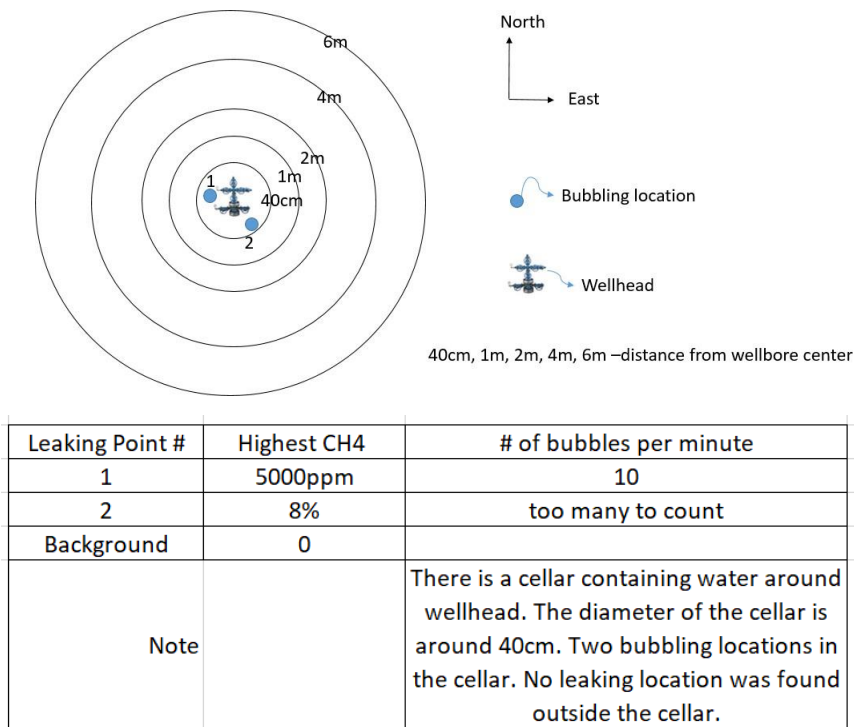 6m
4m
2m
1m
40cm
1
2
North
East
Bubbling location
Wellhead
40cm, 1m, 2m, 4m, 6m –distance from wellbore center
Leaking Point # Highest CH4 # of bubbles per minute
1 5000ppm 10
2 8% too many to count
Background 0
Note
There is a cellar containing water around
wellhead. The diameter of the cellar is
around 40cm. Two bubbling locations in
the cellar. No leaking location was found
outside the cellar.